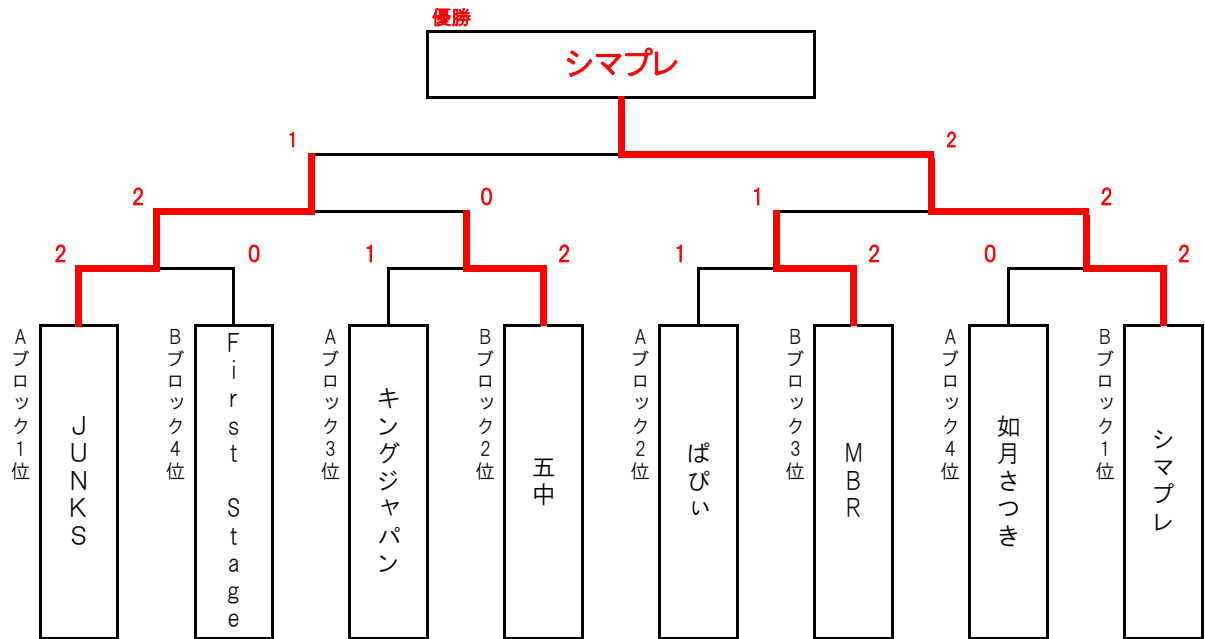 優勝
シマプレ
1
2
2
0
1
2
2
0
1
2
1
2
0
2
Aブロック1位
JUNKS
Bブロック4位
First Stage
Aブロック3位
キングジャパン
Bブロック2位
五中
Aブロック2位
ぱぴぃ
Bブロック3位
MBR
Aブロック4位
如月さつき
Bブロック1位
シマプレ